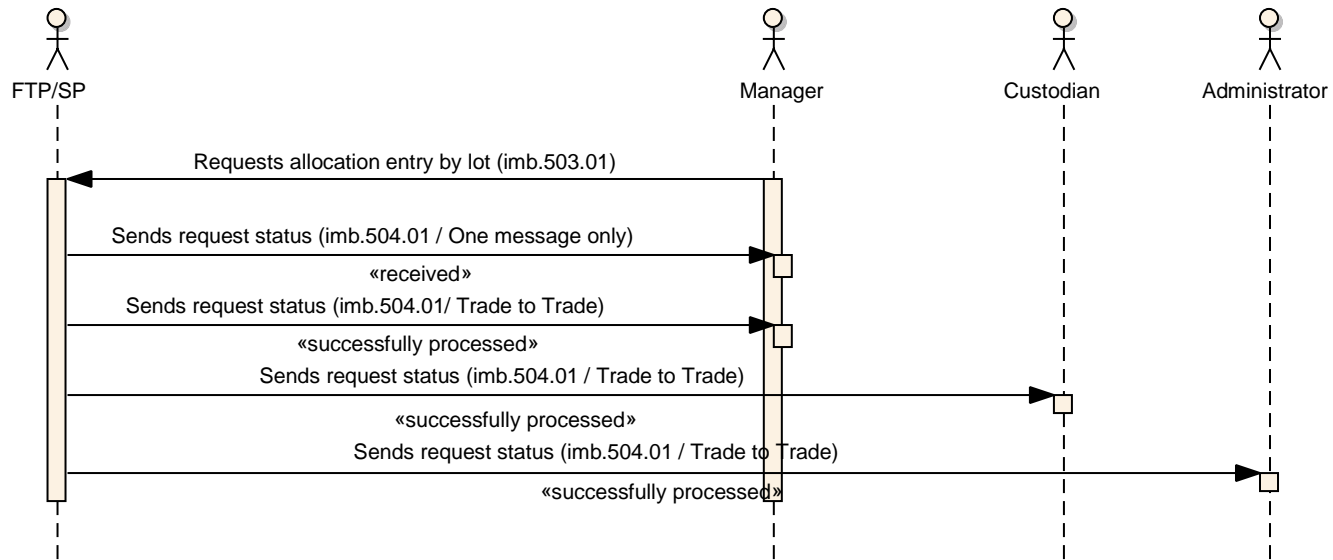 FTP/SP
Manager
Custodian
Administrator
Requests allocation entry by lot (imb.503.01)
Sends request status (imb.504.01 / One message only)
«received»
Sends request status (imb.504.01/ Trade to Trade)
«successfully processed»
Sends request status (imb.504.01 / Trade to Trade)
«successfully processed»
Sends request status (imb.504.01 / Trade to Trade)
«successfully processed»